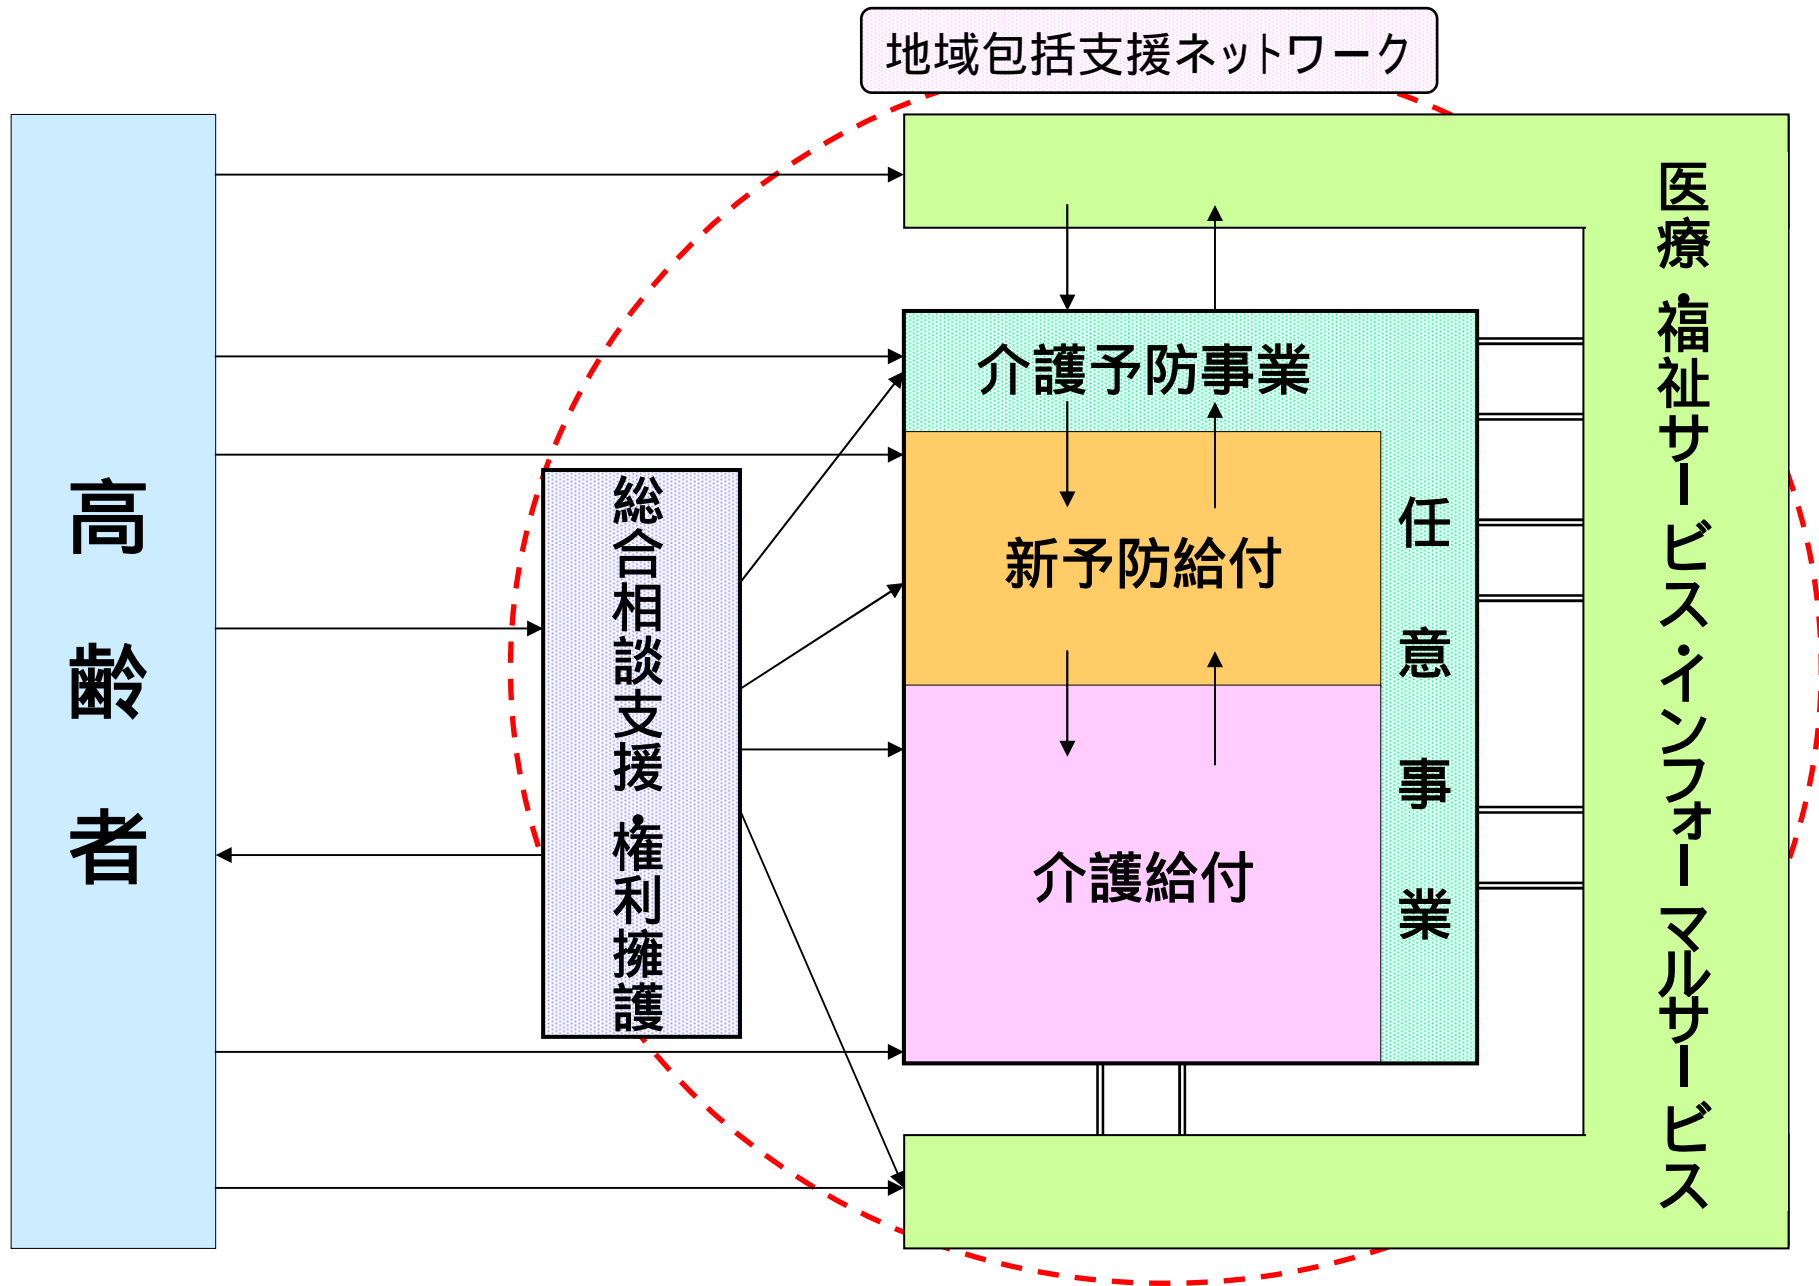 地域包括支援ネットワーク
高齢者
総合相談支援・権利擁護
介護予防事業
新予防給付
介護給付
任意事業
医療・福祉サービス・インフォーマルサービス